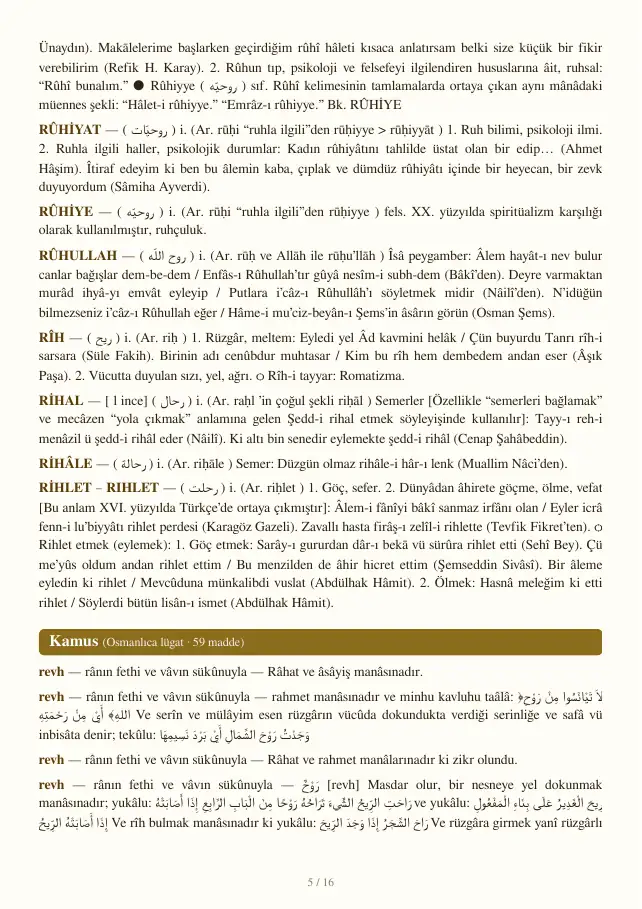 Ünaydın). Makālelerime başlarken geçirdiğim rûhî hâleti kısaca anlatırsam belki size küçük bir fikir
verebilirim (Refik H. Karay). 2. Rûhun tıp, psikoloji ve felsefeyi ilgilendiren hususlarına âit, ruhsal:
“Rûhî bunalım.” ● Rûhiyye ( روحيّه ) sıf. Rûhî kelimesinin tamlamalarda ortaya çıkan aynı mânâdaki
müennes şekli: “Hâlet-i rûhiyye.” “Emrâz-ı rûhiyye.” Bk. RÛHİYYE
RÛHİYAT — ( روحيّات ) i. (Ar. rūḥі “ruhla ilgili”den rūḥiyye > rūḥiyyāt ) 1. Ruh bilimi, psikoloji ilmi.
2. Ruhla ilgili haller, psikolojik durumlar: Kadın rûhiyâtını tahlilde üstat olan bir edip… (Ahmet
Hâşim). Îtiraf edeyim ki ben bu âlemin kaba, çıplak ve dümdüz rûhiyâtı içinde bir heyecan, bir zevk
duyuyordum (Sâmiha Ayverdi).
RÛHİYE — ( روحيّه ) i. (Ar. rūḥі “ruhla ilgili”den rūḥiyye ) fels. XX. yüzyılda spiritüalizm karşılığı
olarak kullanılmıştır, ruhçuluk.
RÛHULLAH — ( روح اللّه ) i. (Ar. rūḥ ve Allāh ile rūḥu’llāh ) Îsâ peygamber: Âlem hayât-ı nev bulur
canlar bağışlar dem-be-dem / Enfâs-ı Rûhullah’tır gûyâ nesîm-i subh-dem (Bâkî’den). Deyre varmaktan
murâd ihyâ-yı emvât eyleyip / Putlara i’câz-ı Rûhullâh’ı söyletmek midir (Nâilî’den). N’idüğün
bilmezseniz i’câz-ı Rûhullah eğer / Hâme-i mu’ciz-beyân-ı Şems’in âsârın görün (Osman Şems).
RÎH — ( ريح ) i. (Ar. riḥ ) 1. Rüzgâr, meltem: Eyledi yel Âd kavmini helâk / Çün buyurdu Tanrı rîh-i
sarsara (Süle Fakih). Birinin adı cenûbdur muhtasar / Kim bu rîh hem dembedem andan eser (Âşık
Paşa). 2. Vücutta duyulan sızı, yel, ağrı. ѻ Rîh-i tayyar: Romatizma.
RİHAL — [ l ince] ( رحال ) i. (Ar. raḥl ’in çoğul şekli riḥāl ) Semerler [Özellikle “semerleri bağlamak”
ve mecâzen “yola çıkmak” anlamına gelen Şedd-i rihal etmek söyleyişinde kullanılır]: Tayy-ı reh-i
menâzil ü şedd-i rihâl eder (Nâilî). Ki altı bin senedir eylemekte şedd-i rihâl (Cenap Şahâbeddin).
RİHÂLE — ( رحالة ) i. (Ar. riḥāle ) Semer: Düzgün olmaz rihâle-i hâr-ı lenk (Muallim Nâci’den).
RİHLET – RIHLET — ( رحلت ) i. (Ar. riḥlet ) 1. Göç, sefer. 2. Dünyâdan âhirete göçme, ölme, vefat
[Bu anlam XVI. yüzyılda Türkçe’de ortaya çıkmıştır]: Âlem-i fânîyi bâkî sanmaz irfânı olan / Eyler icrâ
fenn-i lu’biyyâtı rihlet perdesi (Karagöz Gazeli). Zavallı hasta firâş-ı zelîl-i rihlette (Tevfik Fikret’ten). ѻ
Rihlet etmek (eylemek): 1. Göç etmek: Sarây-ı gururdan dâr-ı bekā vü sürûra rihlet etti (Sehî Bey). Çü
me’yûs oldum andan rihlet ettim / Bu menzilden de âhir hicret ettim (Şemseddin Sivâsî). Bir âleme
eyledin ki rihlet / Mevcûduna münkalibdi vuslat (Abdülhak Hâmit). 2. Ölmek: Hasnâ meleğim ki etti
rihlet / Söylerdi bütün lisân-ı ismet (Abdülhak Hâmit).
Kamus (Osmanlıca lügat · 59 madde)
revh — rânın fethi ve vâvın sükûnuyla — Râhat ve âsâyiş manâsınadır.
revh — rânın fethi ve vâvın sükûnuyla — rahmet manâsınadır ve minhu kavluhu taâlâ: ﴿لاَ تَيْاَسُوا مِنْ رَوْحِ
اللهِ﴾ أَيْ مِنْ رَحْمَتِهِ Ve serîn ve mülâyim esen rüzgârın vücûda dokundukta verdiği serinliğe ve safâ vü
inbisâta denir; tekûlu: وَجَدْتُ رَوْحَ الشَّمَالِ أَيْ بَرْدَ نَسِيمِهَا
revh — rânın fethi ve vâvın sükûnuyla — Râhat ve rahmet manâlarınadır ki zikr olundu.
revh — rânın fethi ve vâvın sükûnuyla — رَوْحٌ [revh] Masdar olur, bir nesneye yel dokunmak
manâsınadır; yukâlu: رَاحَتِ الرِّيحُ الشَّيْءَ تَرَاحُهُ رَوْحًا مِنَ الْبَابِ الرَّابِعِ إِذَا أَصَابَتْهُ ve yukâlu: رِيحَ الْغَدِيرُ عَلَى بِنَاءِ الْمَفْعُولِ
إِذَا أَصَابَتْهُ الرِّيحُ Ve rîh bulmak manâsınadır ki yukâlu: رَاحَ الشَّجَرُ إِذَا وَجَدَ الرِّيحَ Ve rüzgâra girmek yanî rüzgârlı
5 / 16